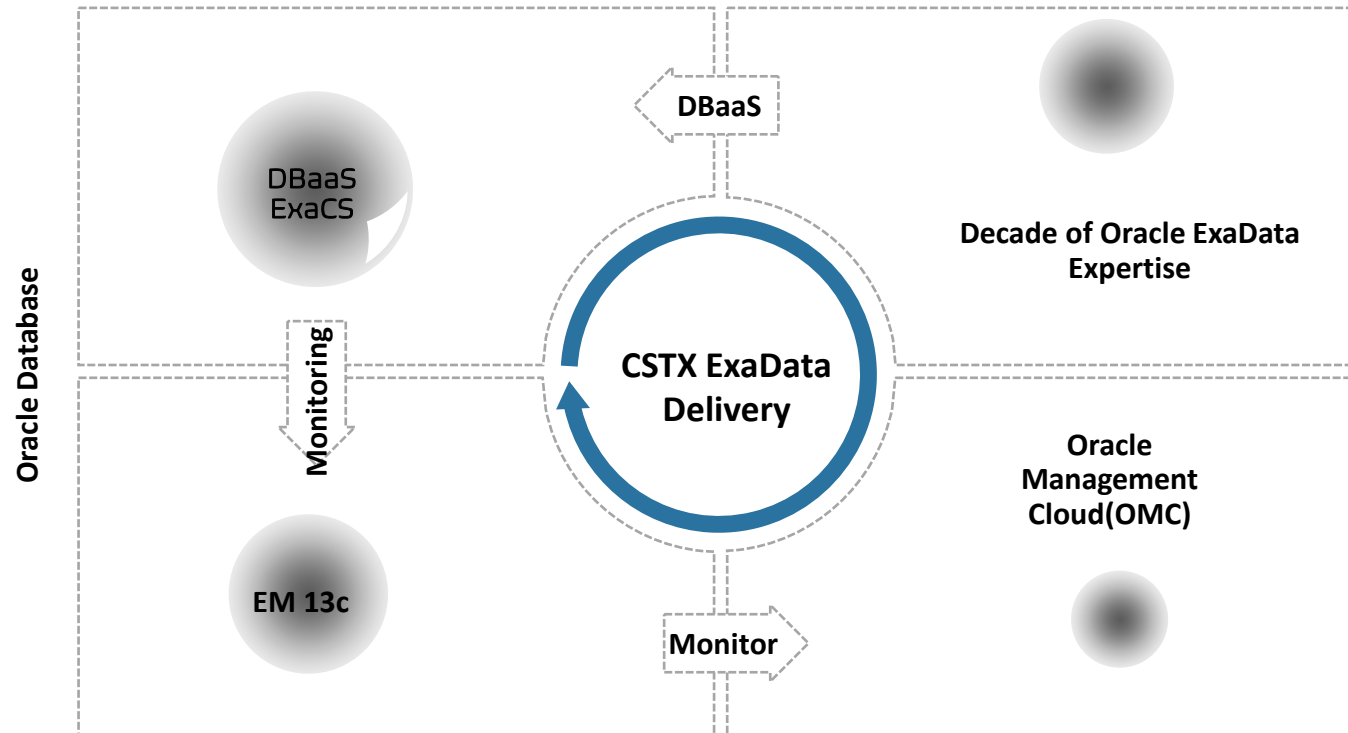 DBaaS
DBaaS
ExaCS
Decade of Oracle ExaData
Expertise
Oracle Database
Monitoring
CSTX ExaData
Delivery
Oracle
Management
Cloud(OMC)
EM 13c
Monitor